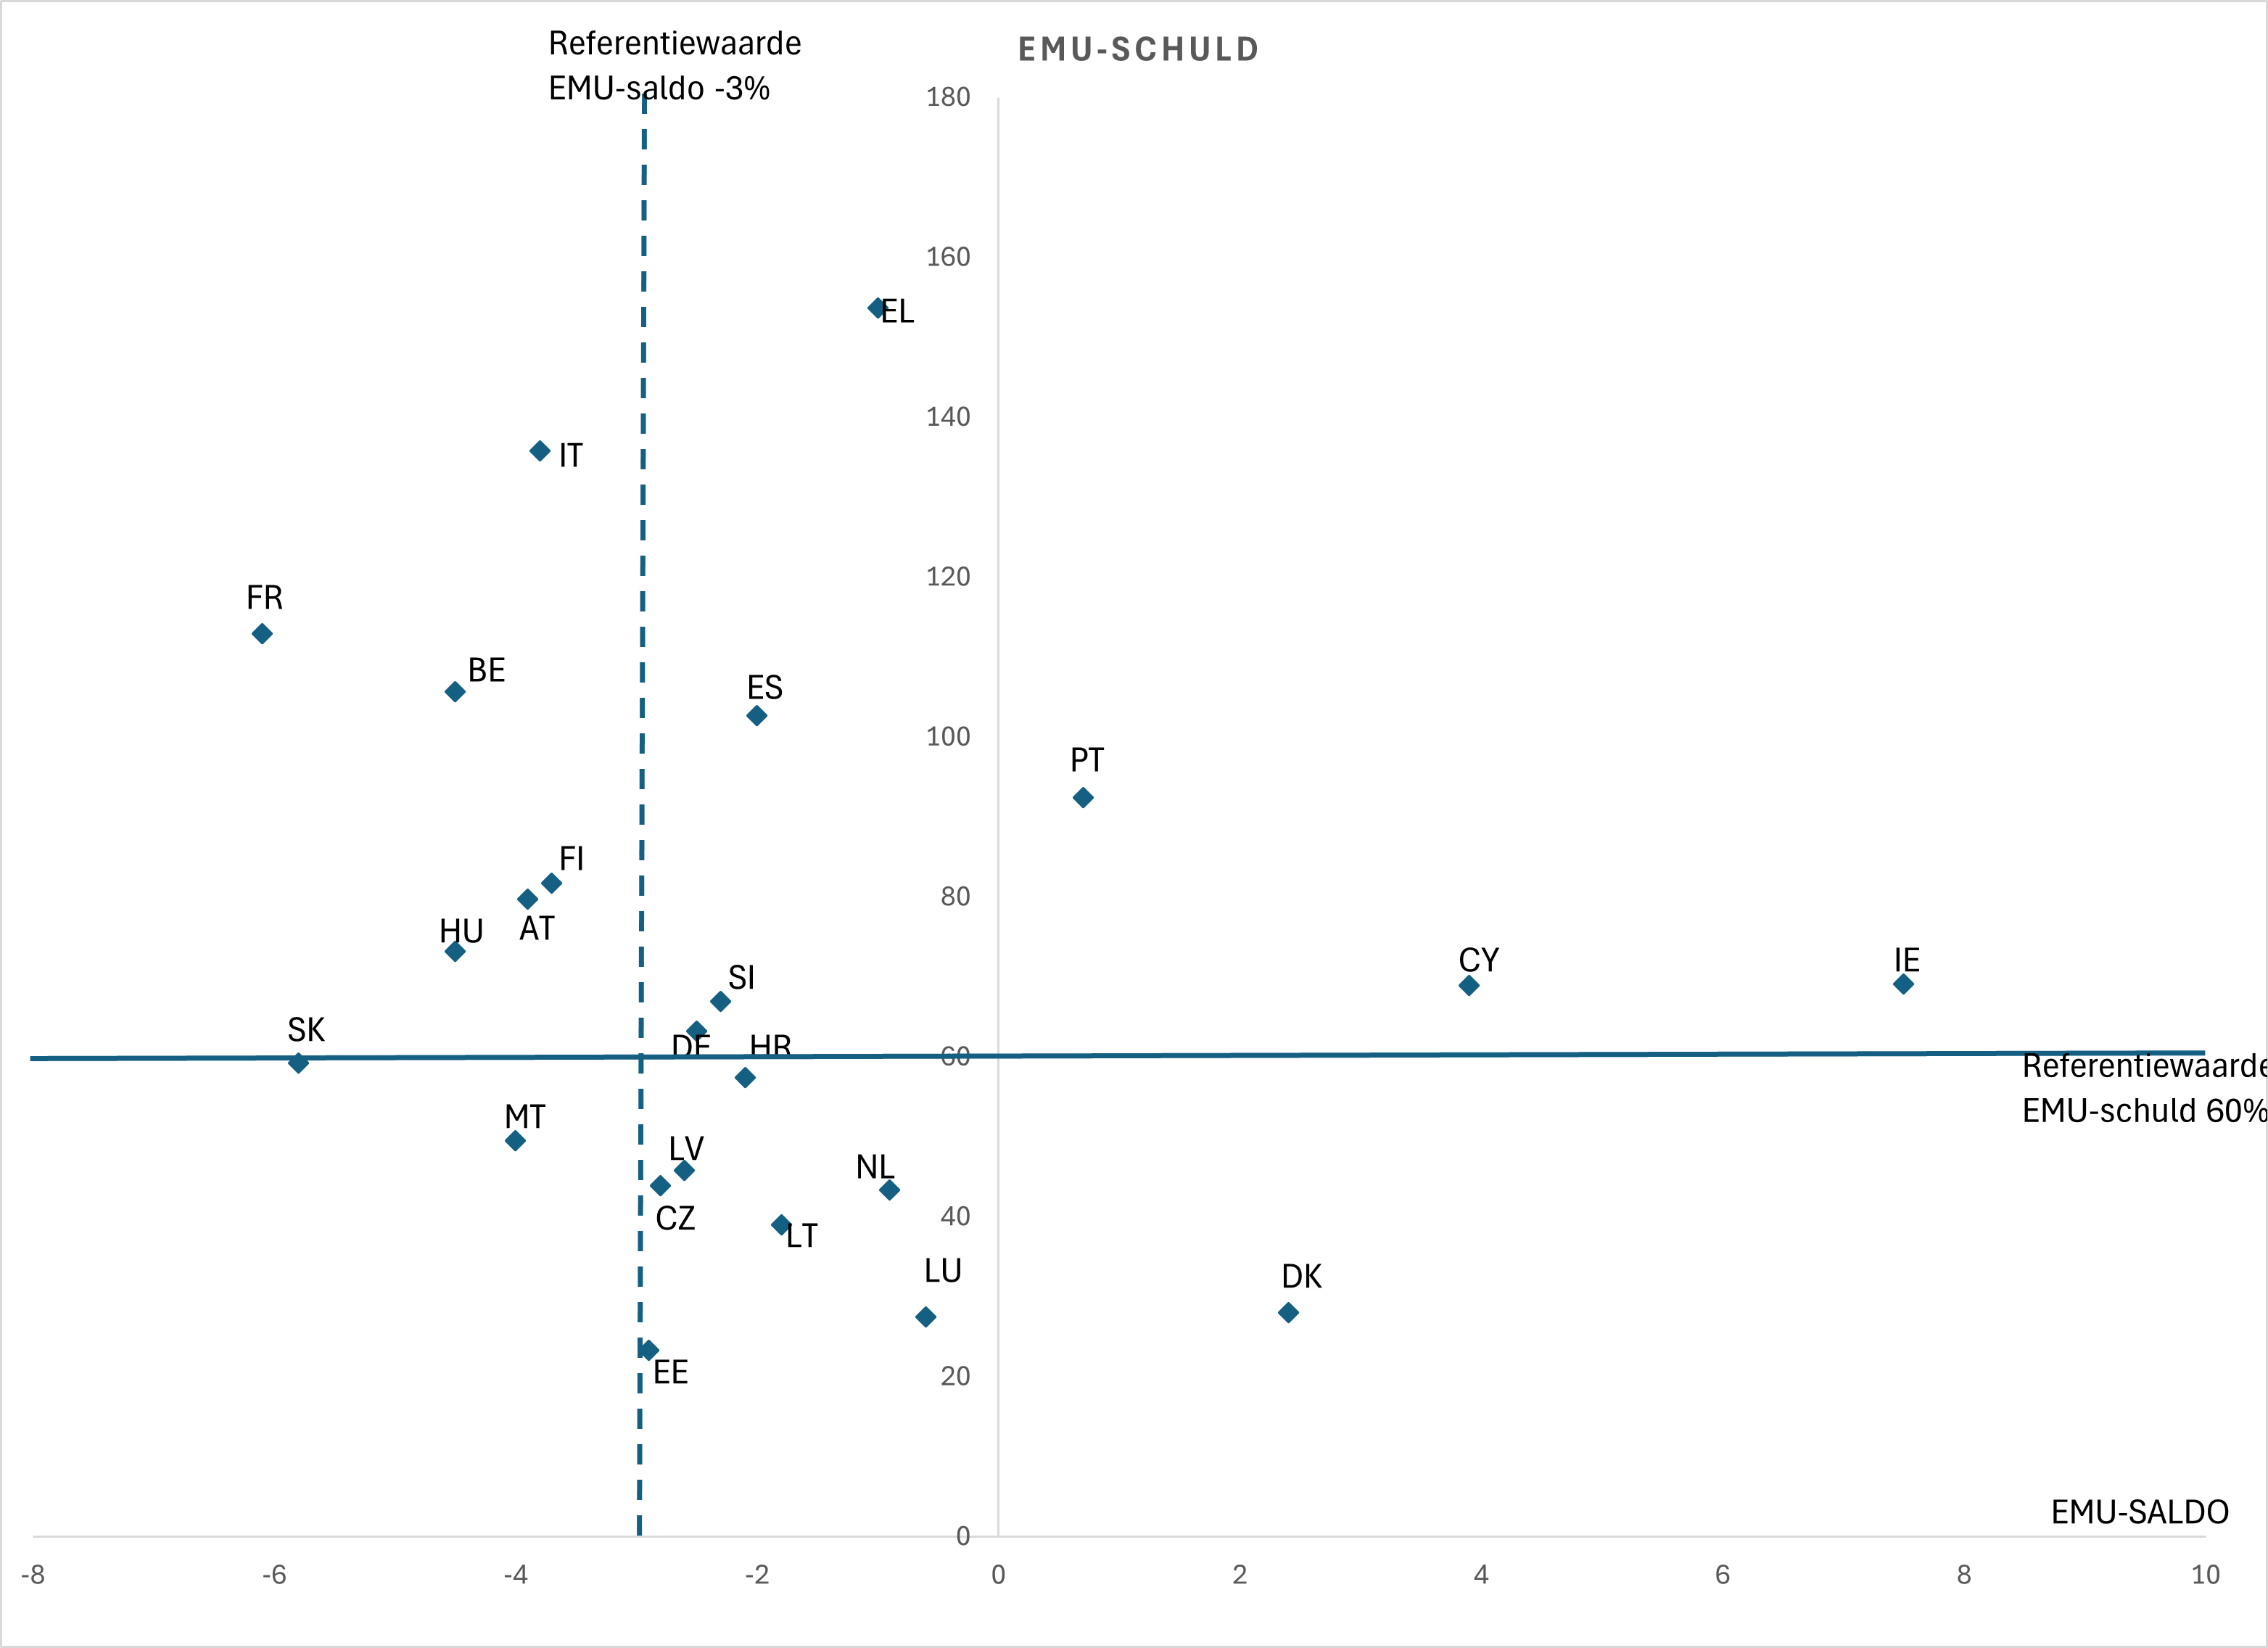 Referentiewaarde
EMU-saldo -3%
EMU-SCHULD
180
160
EL
140
IT
120
FR
BE
ES
100
PT
FI
80
AT
HU
CY
IE
SI
SK
DE
HR
60
Referentiewaarde
EMU-schuld 60%
MT
LV
NL
CZ
40
LT
LU
DK
EE
20
EMU-SALDO
0
-8 -6 -4 -2 0 2 4 6 8 10